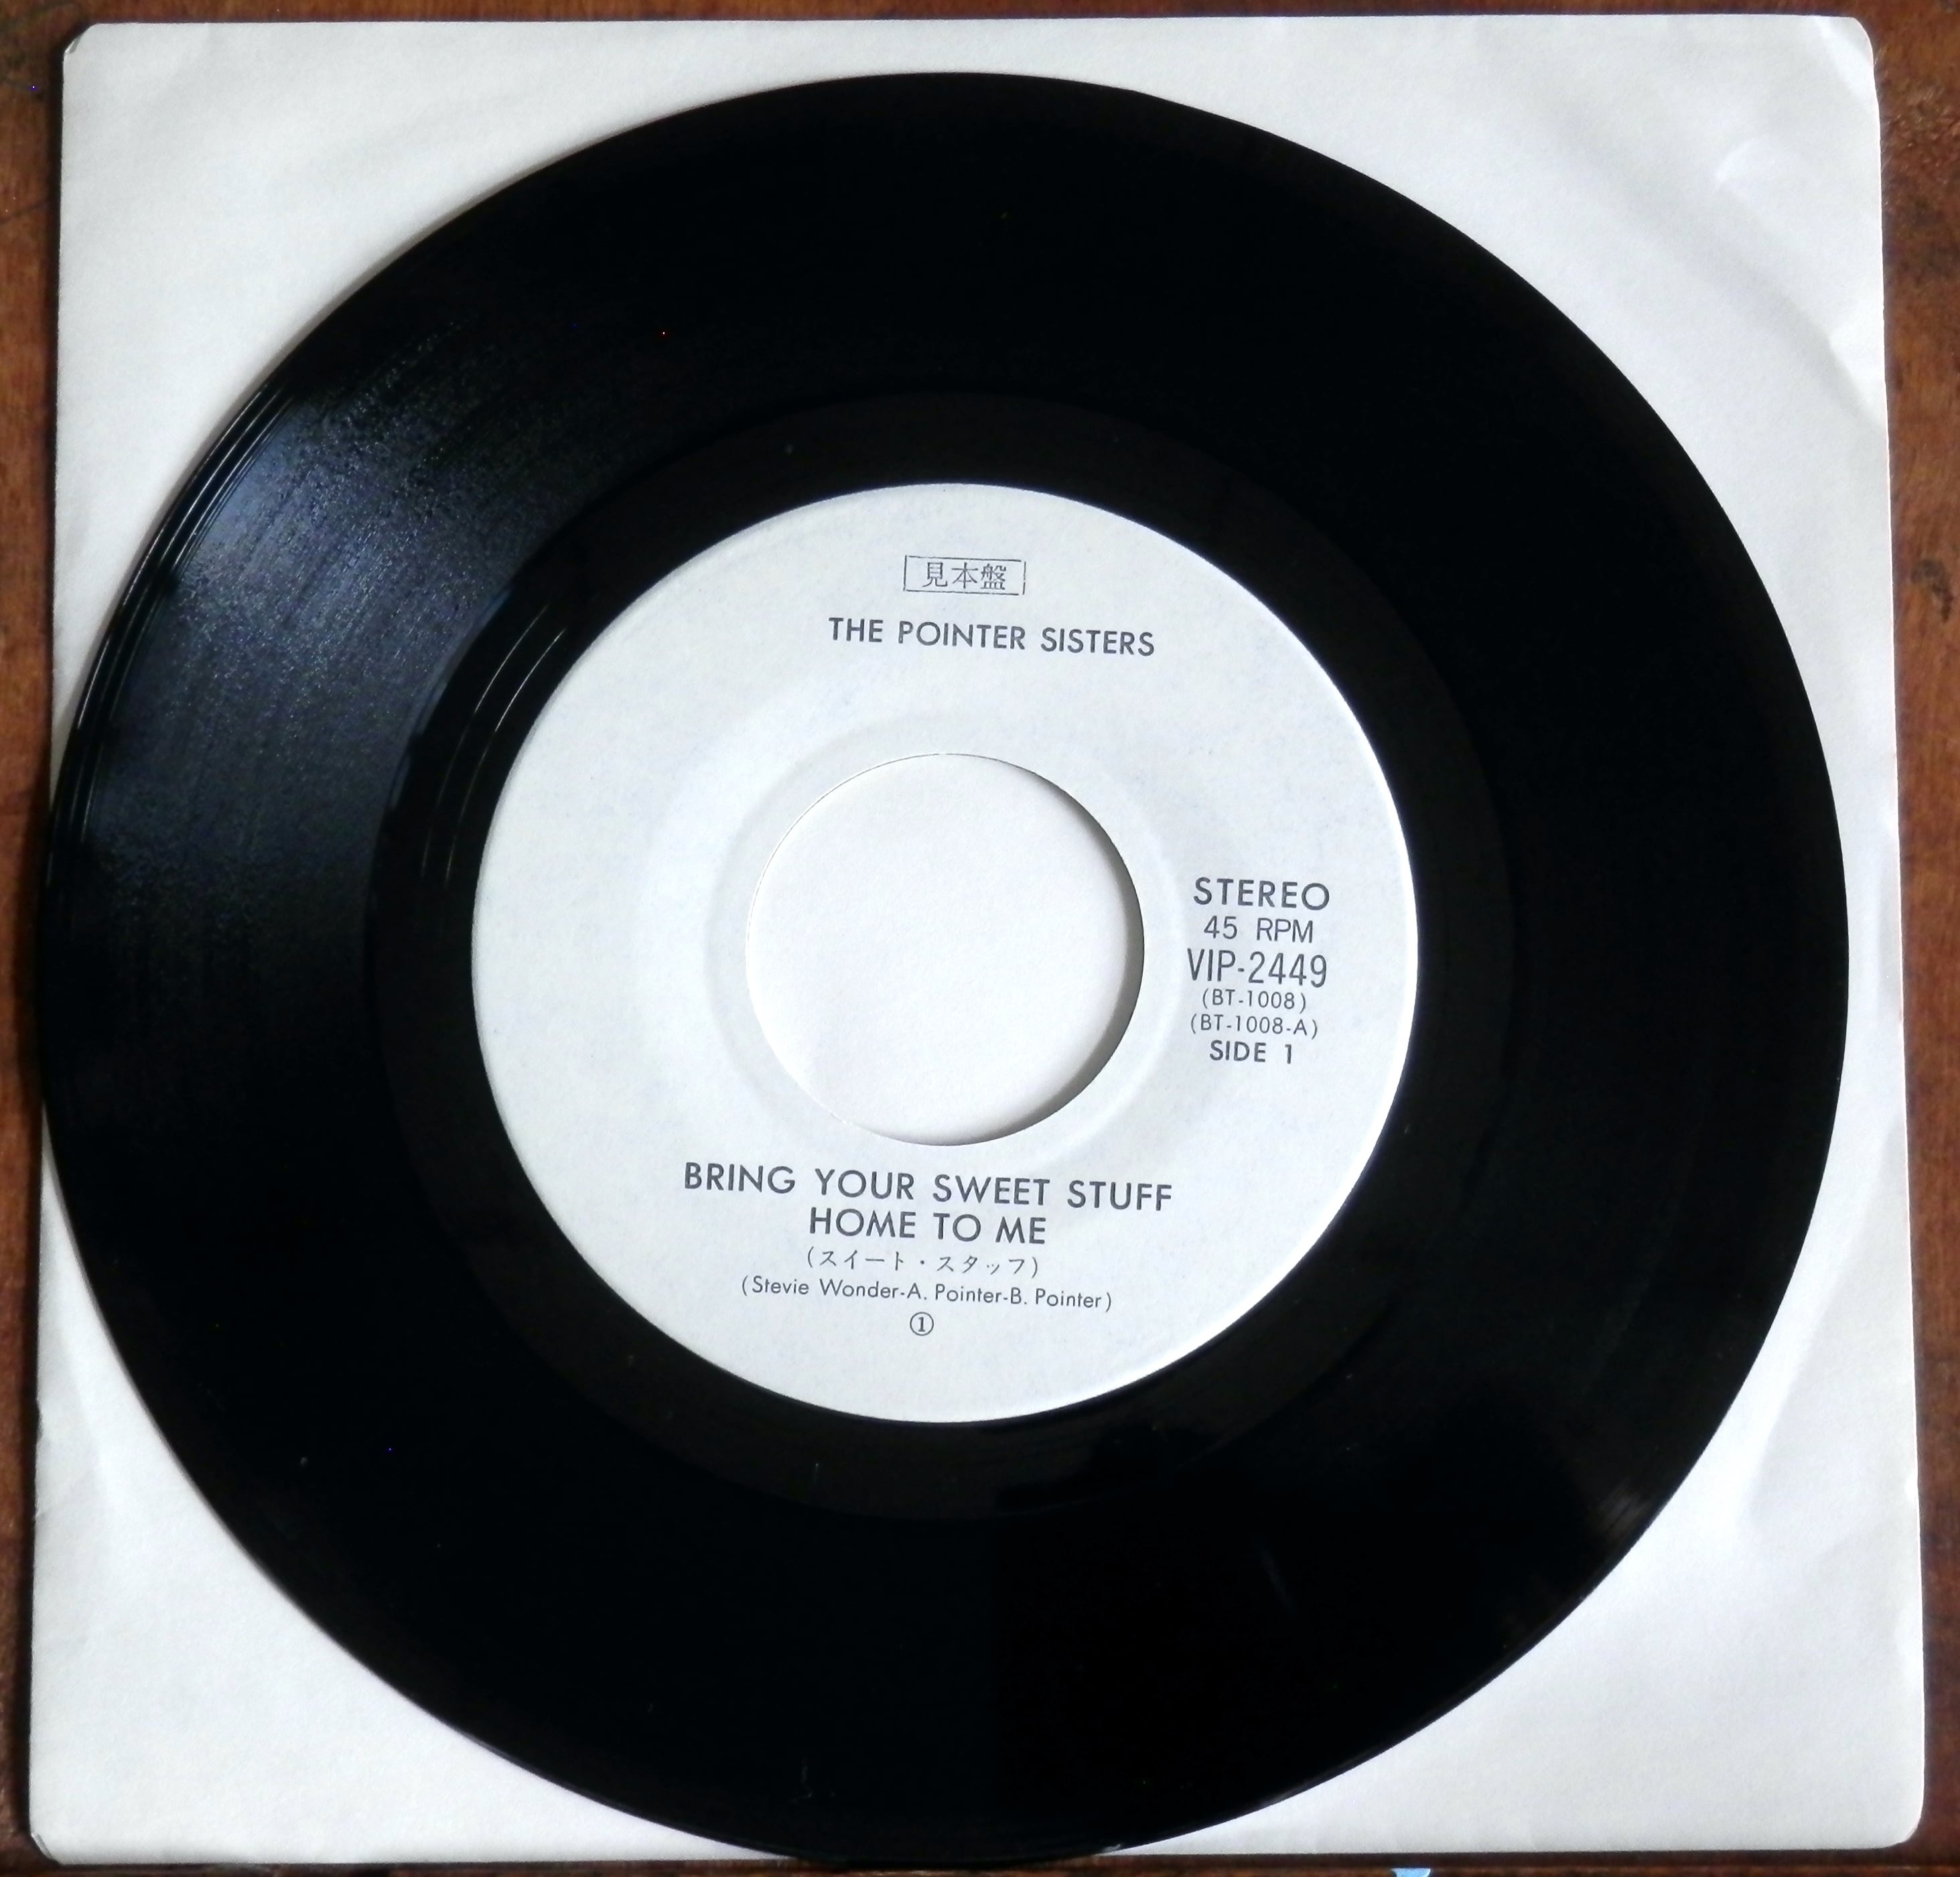 見本盤
THE POINTER SISTERS
STEREO
45 RPM
VIP-2449
(BT-1008)
(BT-1008-A)
SIDE 1
BRING YOUR SWEET STUFF
HOME TO ME
(スイート・スタッフ)
(Stevie Wonder-A. Pointer-B. Pointer)
①